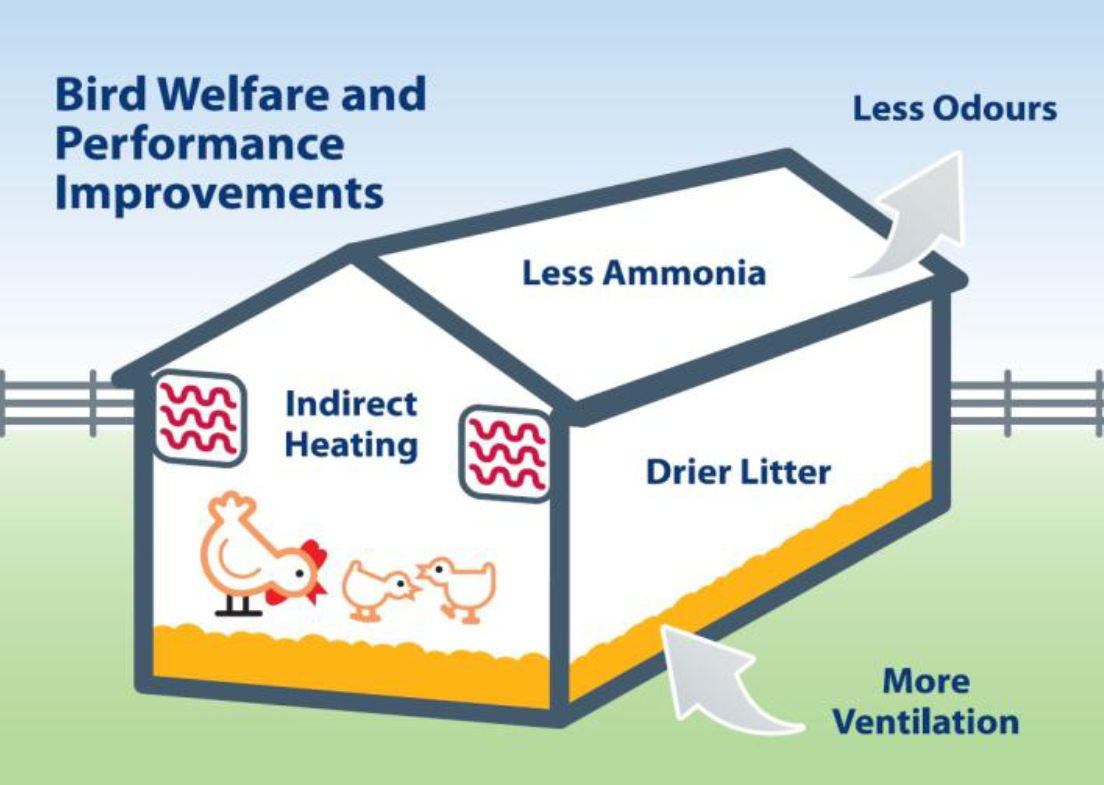 Bird Welfare and
Performance
Improvements
Less Odours
Less Ammonia
Indirect
Heating
Drier Litter
More
Ventilation